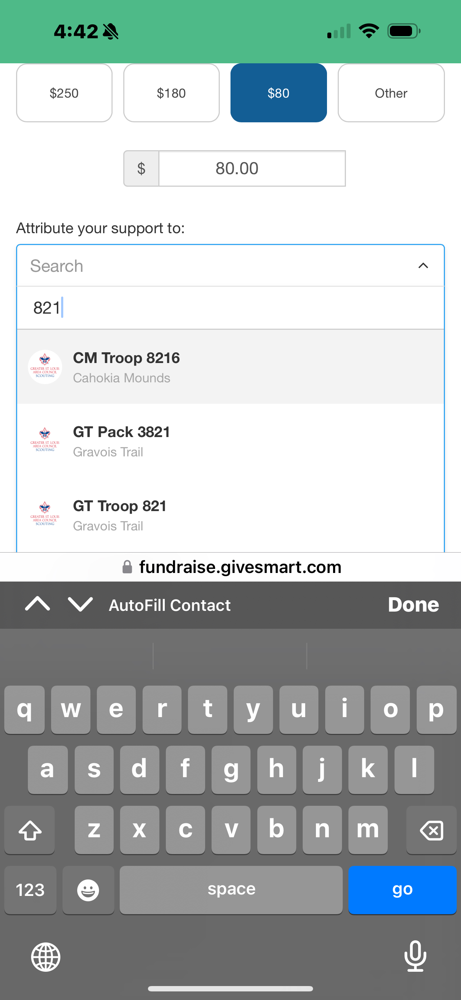 4:42
$250
$180
$80
Other
$
80.00
Attribute your support to:
Search
821
GREATER ST. LOUIS
AREA COUNCIL
SCOUTING
CM Troop 8216
Cahokia Mounds
GREATER ST. LOUIS
AREA COUNCIL
SCOUTING
GT Pack 3821
Gravois Trail
GREATER ST. LOUIS
AREA COUNCIL
SCOUTING
GT Troop 821
Gravois Trail
fundraise.givesmart.com
AutoFill Contact
Done
q w e r t y u i o p
a s d f g h j k l
z x c v b n m
123
space
go